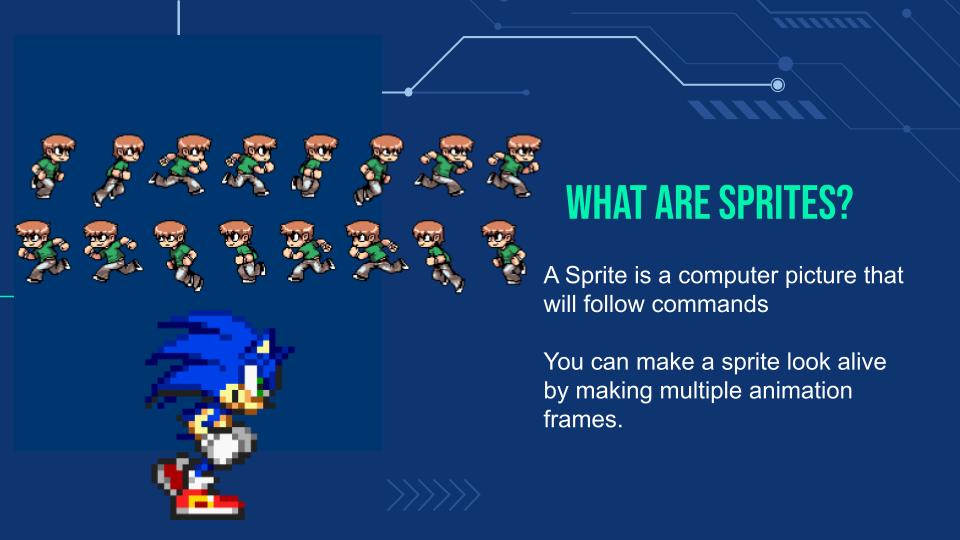 WHAT ARE SPRITES?
A Sprite is a computer picture that
will follow commands
You can make a sprite look alive
by making multiple animation
frames.